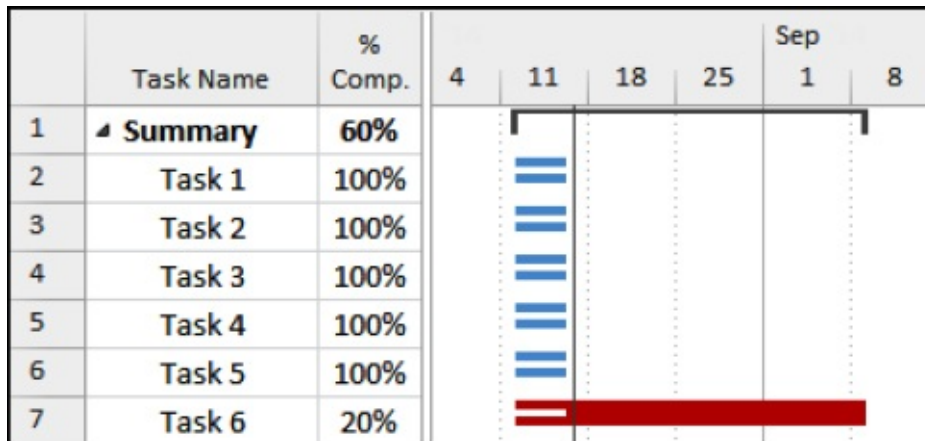 %
Sep
Task Name Comp. 4 11 18 25 1 8
1 Summary 60%
2 Task 1 100%
3 Task 2 100%
4 Task 3 100%
5 Task 4 100%
6 Task 5 100%
7 Task 6 20%